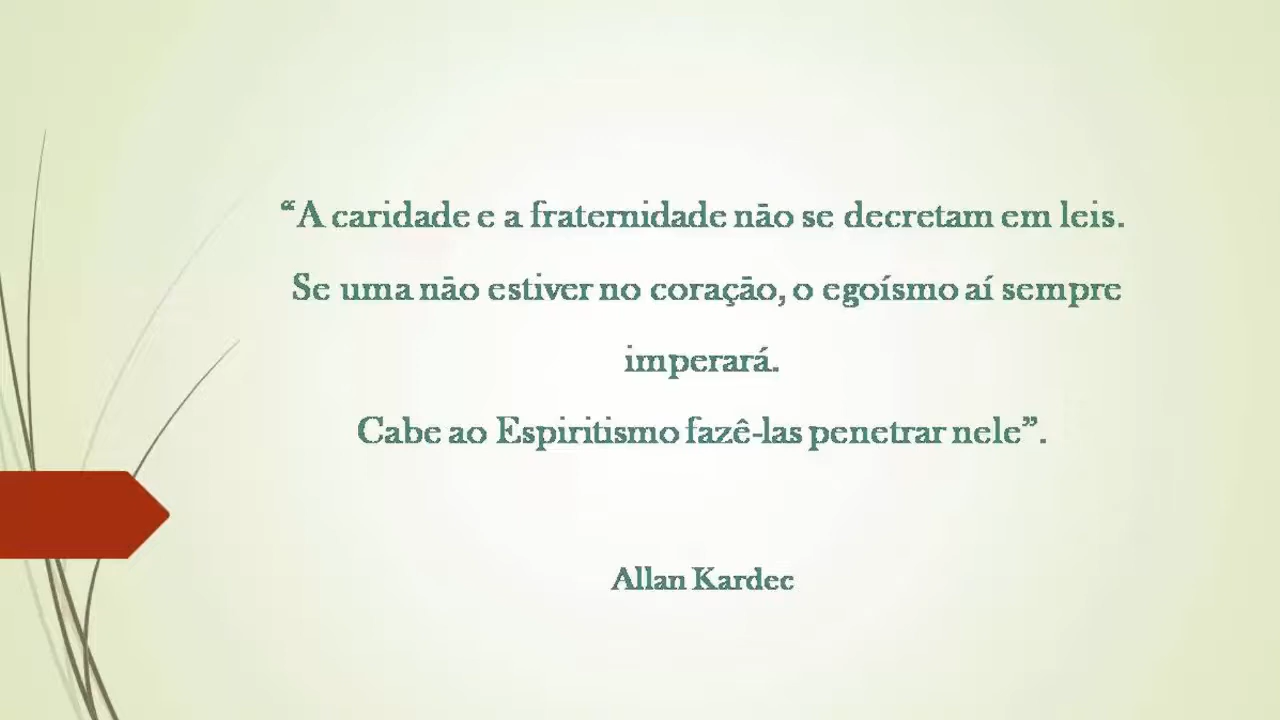 “A caridade e a fraternidade não se decretam em leis.
Se uma não estiver no coração, o egoísmo aí sempre
imperará.
Cabe ao Espiritismo fazê-las penetrar nele”.
Allan Kardec